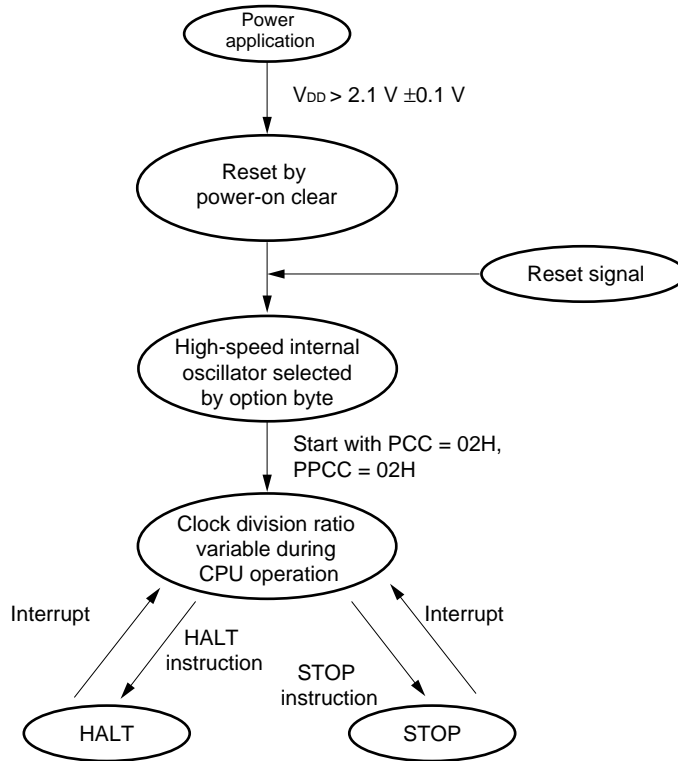 Power
application
VDD > 2.1 V ±0.1 V
Reset by
power-on clear
Reset signal
High-speed internal
oscillator selected
by option byte
Start with PCC = 02H,
PPCC = 02H
Clock division ratio
variable during
CPU operation
Interrupt
Interrupt
HALT
instruction
STOP
instruction
HALT
STOP